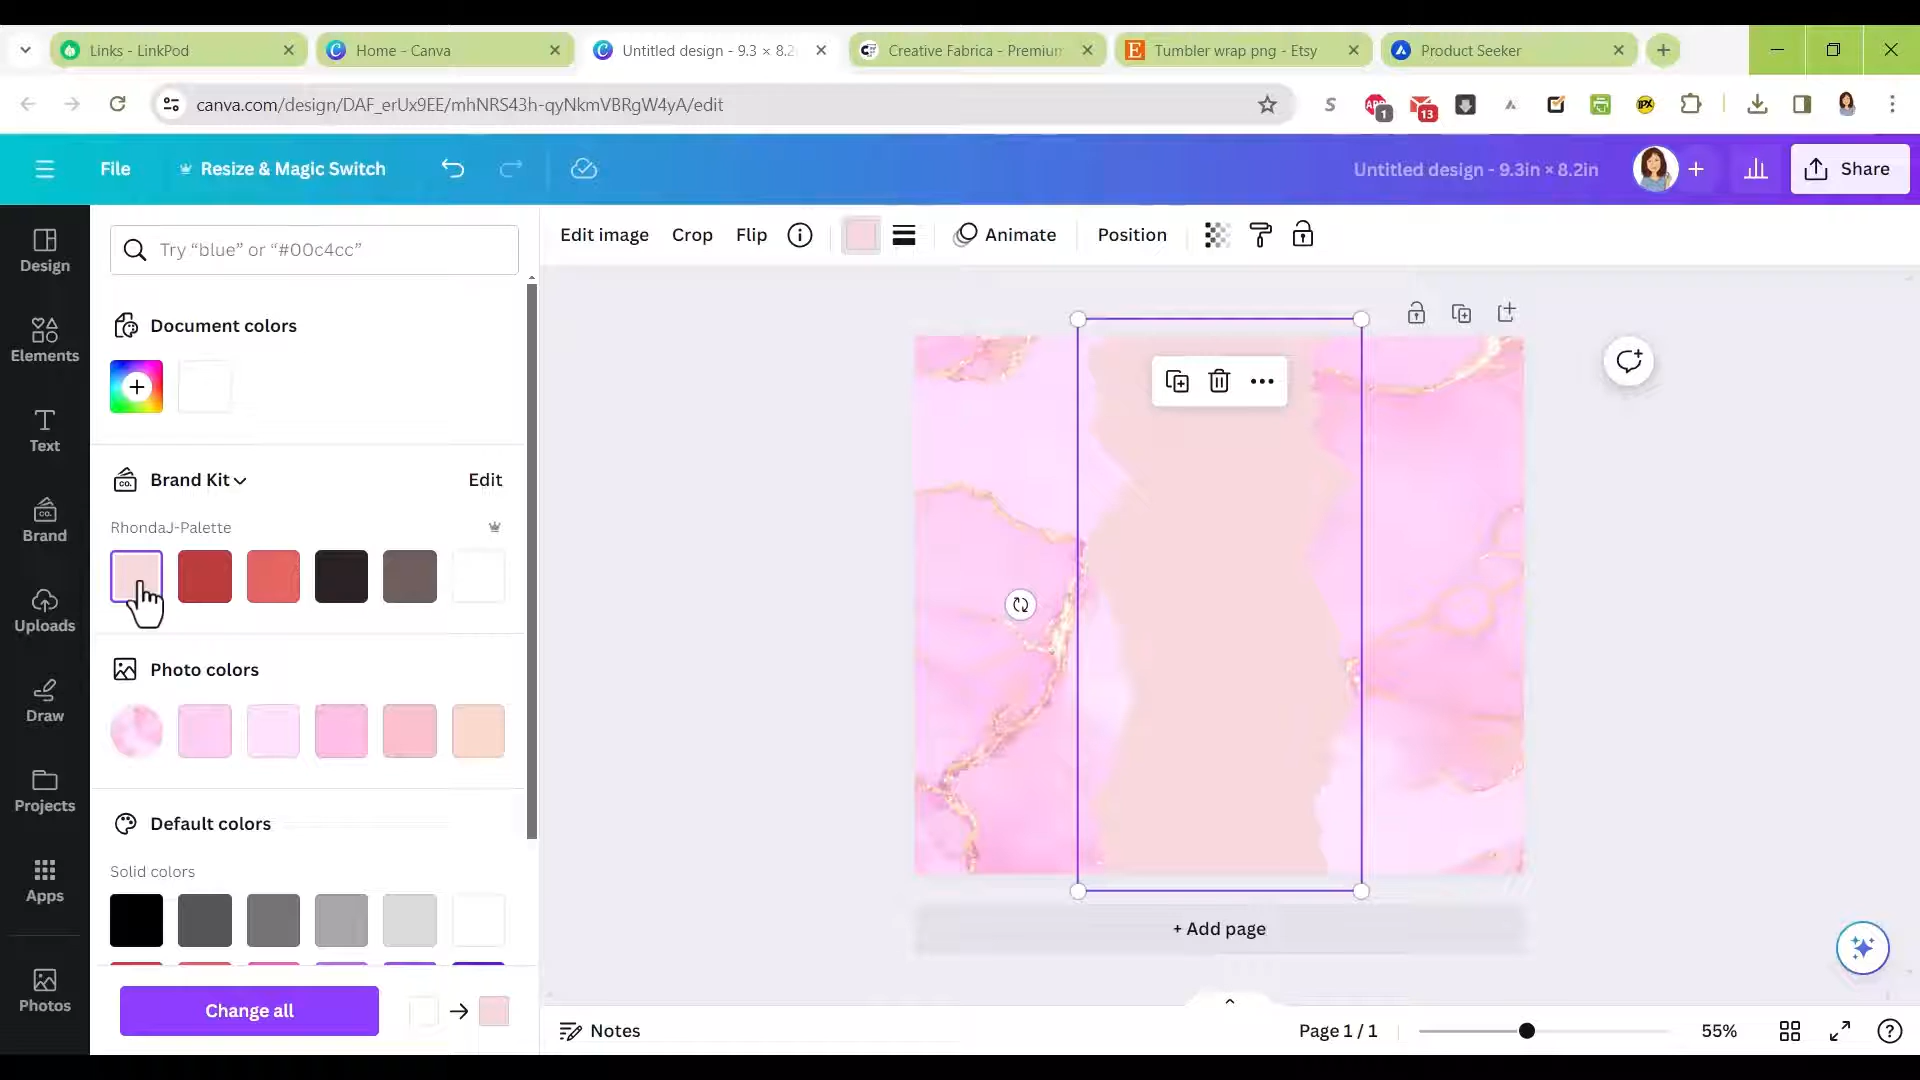 Links - LinkPod
Home - Canva
Untitled design - 9.3 × 8.2
Creative Fabrica - Premium
Tumbler wrap png - Etsy
Product Seeker
canva.com/design/DAF_erUx9EE/mhNRS43h-qyNkmVBRgW4yA/edit
1
13
File
Resize & Magic Switch
Untitled design - 9.3in × 8.2in
Share
Design
Elements
Text
Brand
Uploads
Draw
Projects
Apps
Photos
Try “blue” or “#00c4cc”
Document colors
Brand Kit
Edit
RhondaJ-Palette
Photo colors
Default colors
Solid colors
Change all
Edit image
Crop
Flip
Animate
Position
+ Add page
Notes
Page 1 / 1
55%